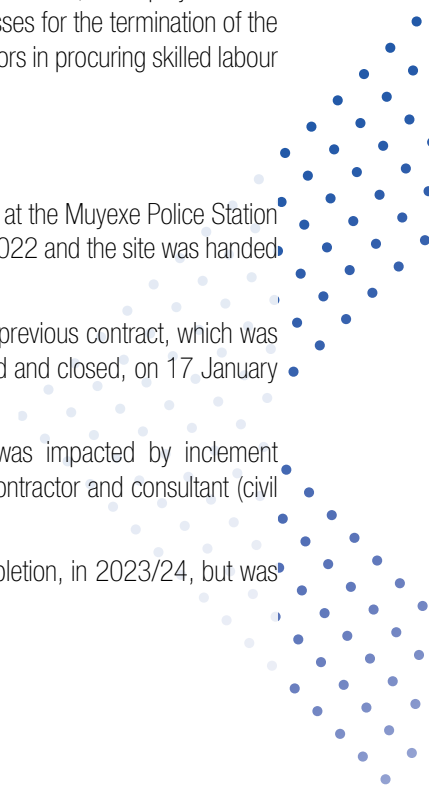 sses for the termination of the
ors in procuring skilled labour
at the Muyexe Police Station
022 and the site was handed
previous contract, which was
d and closed, on 17 January
was impacted by inclement
ontractor and consultant (civil
pletion, in 2023/24, but was